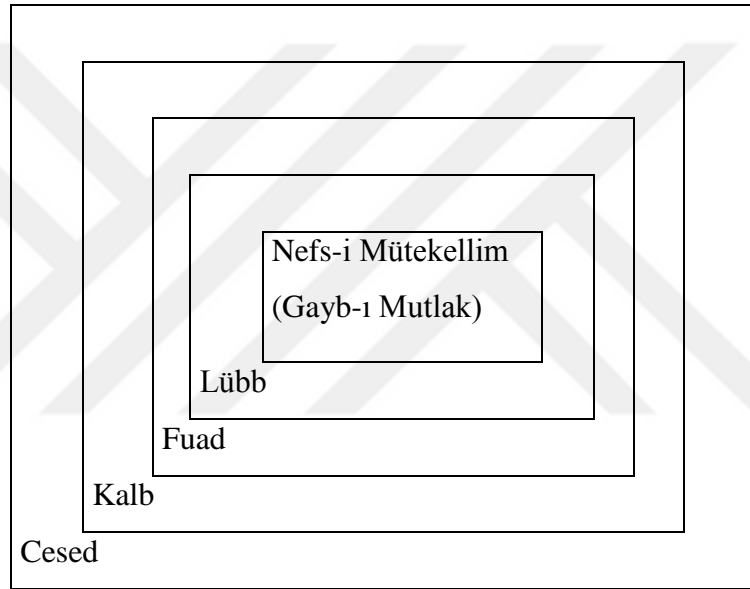 Nefs-i Mütekellim
(Gayb-ı Mutlak)
Lübb
Fuad
Kalb
Cesed